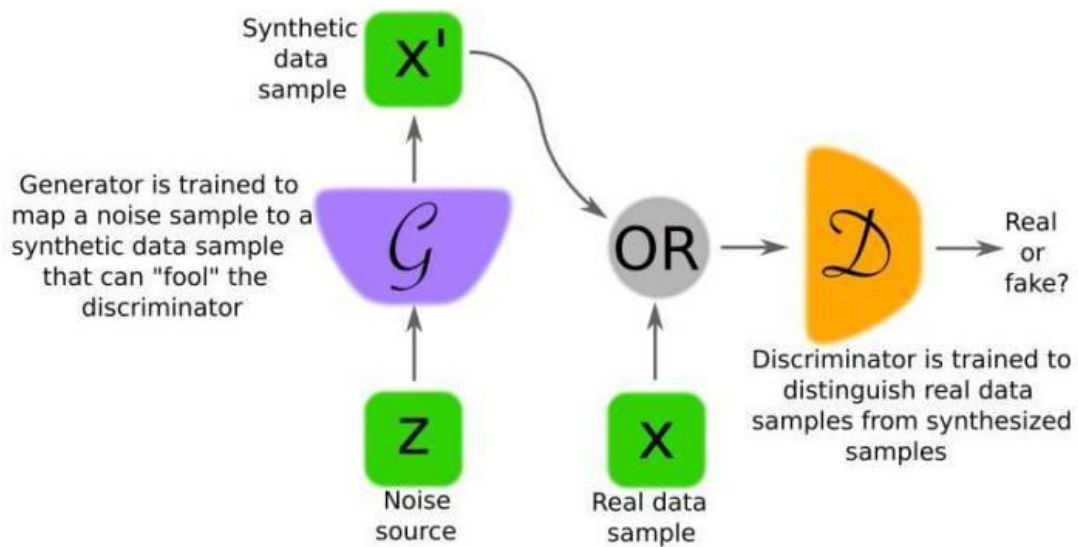 Synthetic
data
sample
x'
Generator is trained to
map a noise sample to a
synthetic data sample
that can "fool" the
discriminator
G
z
Noise
source
OR
x
Real data
sample
D
Real
or
fake?
Discriminator is trained to
distinguish real data
samples from synthesized
samples